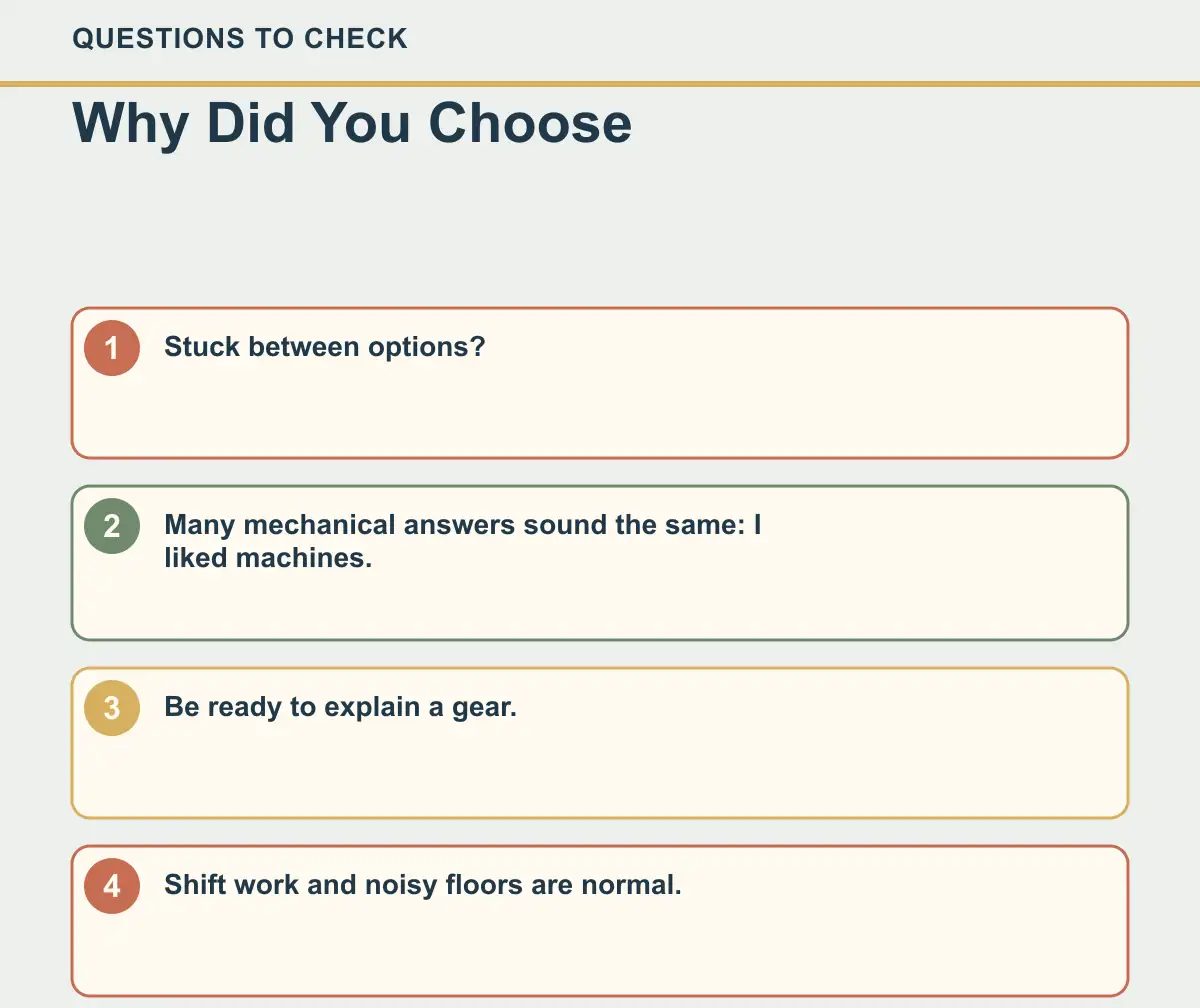 QUESTIONS TO CHECK
Why Did You Choose
1 Stuck between options?
2 Many mechanical answers sound the same: I
liked machines.
3 Be ready to explain a gear.
4 Shift work and noisy floors are normal.